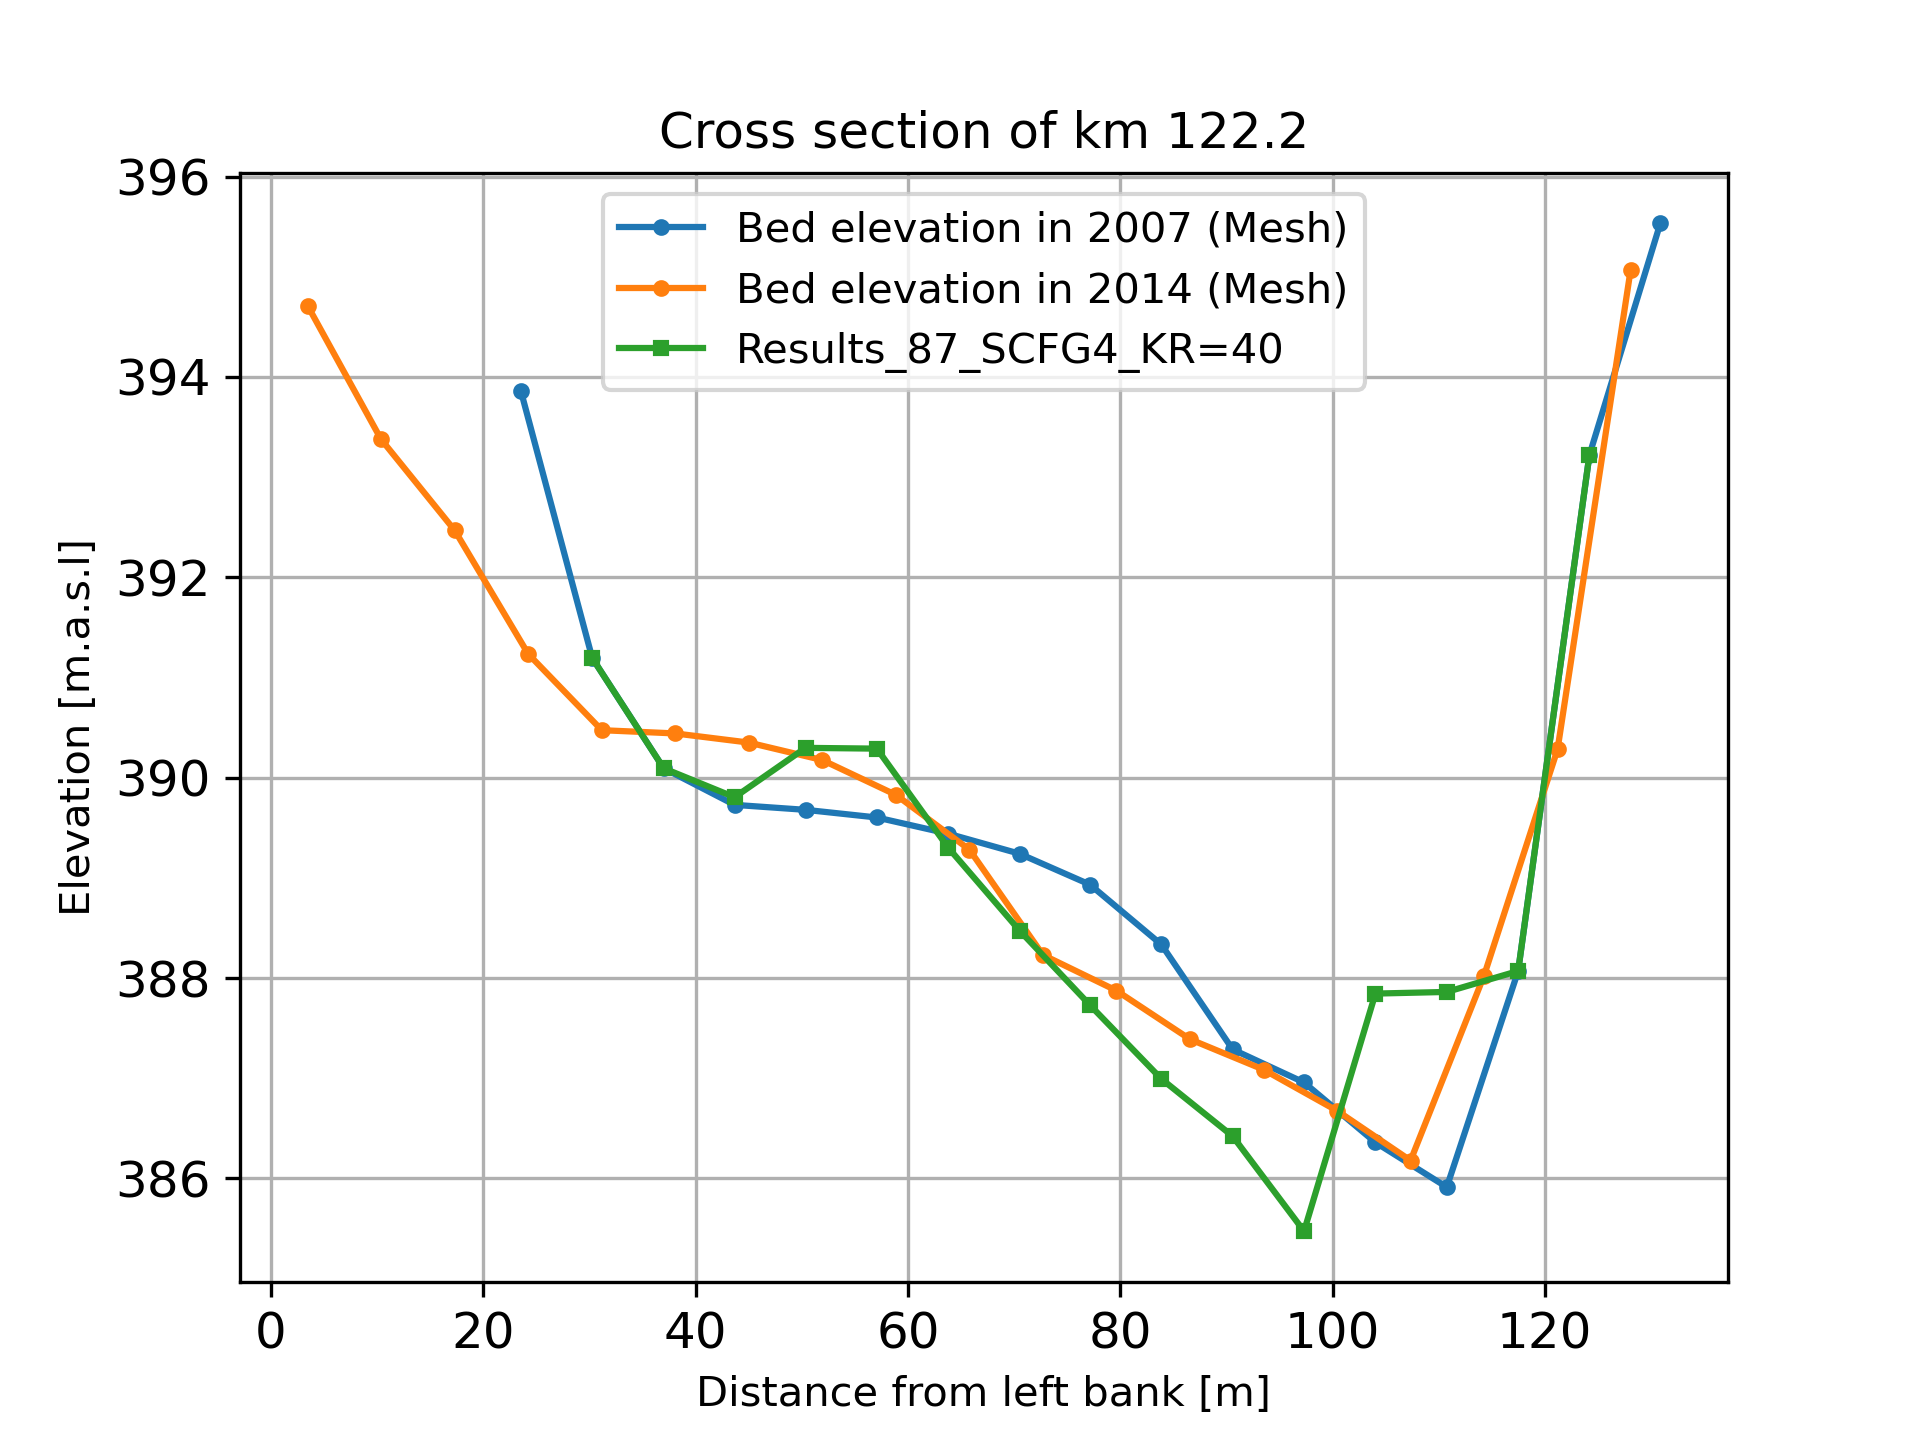 Cross section of km 122.2
Bed elevation in 2007 (Mesh)
Bed elevation in 2014 (Mesh)
Results_87_SCFG4_KR=40
396
394
392
390
388
386
Elevation [m.a.s.l]
0 20 40 60 80 100 120
Distance from left bank [m]